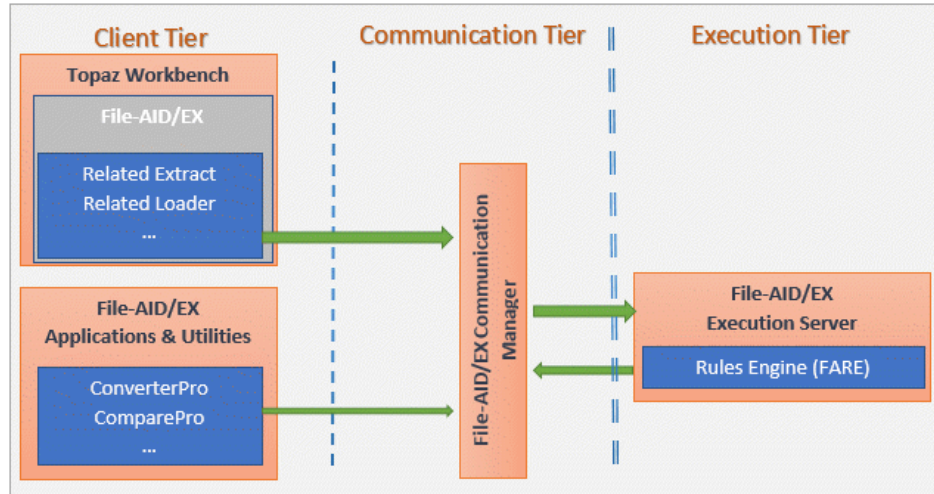 Client Tier
Communication Tier
Execution Tier
Topaz Workbench
File-AID/EX
Related Extract
Related Loader
...
File-AID/EX
Applications & Utilities
ConverterPro
ComparePro
...
File-AID/EX Communication
Manager
File-AID/EX
Execution Server
Rules Engine (FARE)